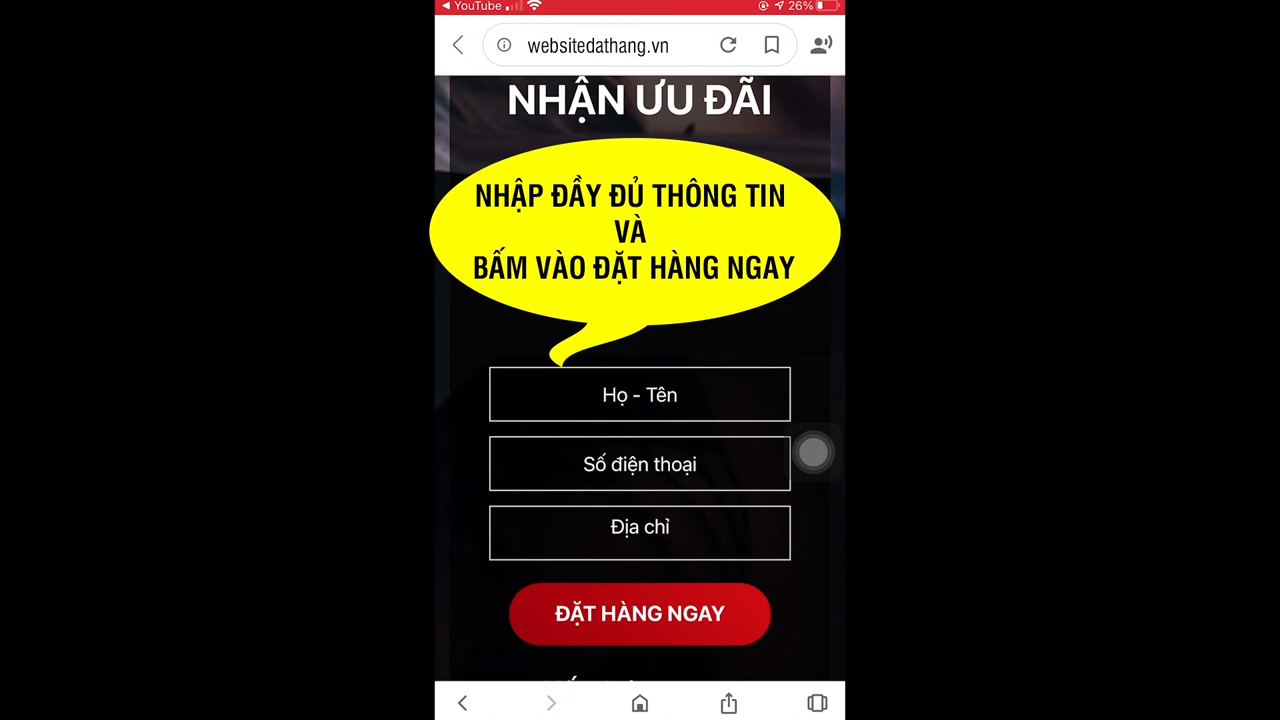 YouTube
26%
websitedathang.vn
NHẬN ƯU ĐÃI
NHẬP ĐẦY ĐỦ THÔNG TIN
VÀ
BẤM VÀO ĐẶT HÀNG NGAY
Họ - Tên
Số điện thoại
Địa chỉ
ĐẶT HÀNG NGAY